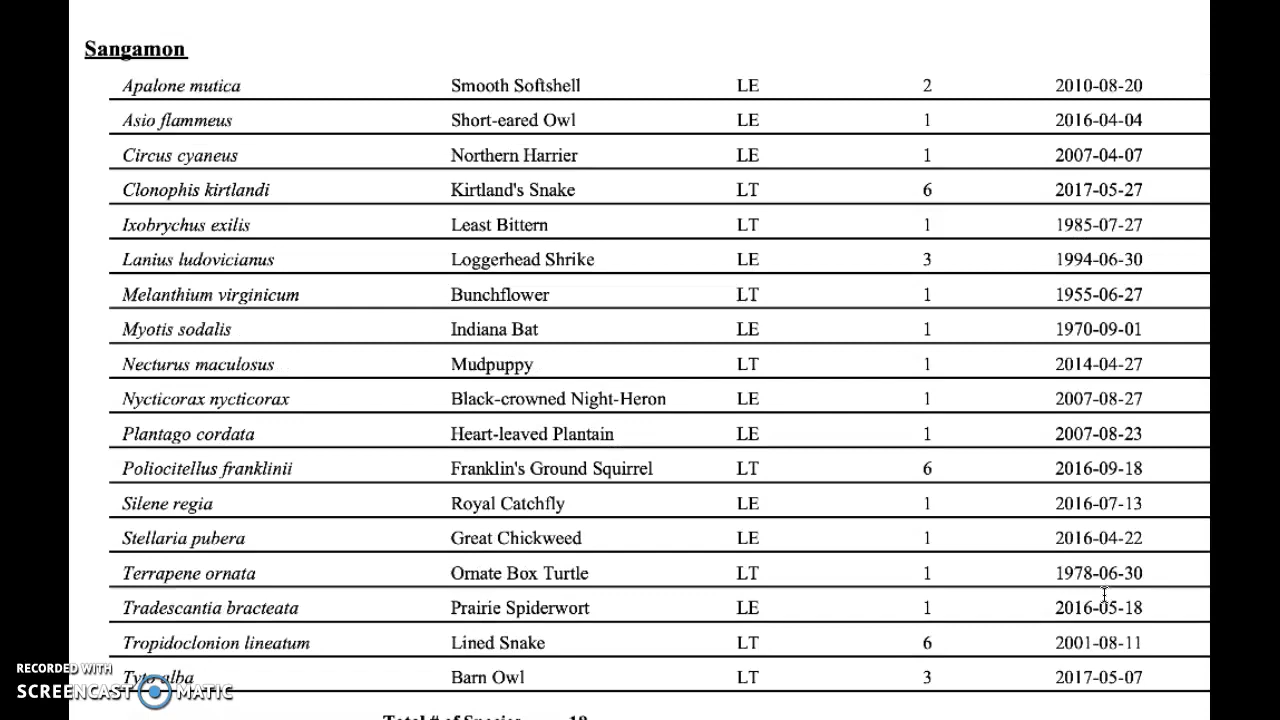 Sangamon
Apalone mutica Smooth Softshell LE 2 2010-08-20
Asio flammeus Short-eared Owl LE 1 2016-04-04
Circus cyaneus Northern Harrier LE 1 2007-04-07
Clonophis kirtlandi Kirtland's Snake LT 6 2017-05-27
Ixobrychus exilis Least Bittern LT 1 1985-07-27
Lanius ludovicianus Loggerhead Shrike LE 3 1994-06-30
Melanthium virginicum Bunchflower LT 1 1955-06-27
Myotis sodalis Indiana Bat LE 1 1970-09-01
Necturus maculosus Mudpuppy LT 1 2014-04-27
Nycticorax nycticorax Black-crowned Night-Heron LE 1 2007-08-27
Plantago cordata Heart-leaved Plantain LE 1 2007-08-23
Poliocitellus franklinii Franklin's Ground Squirrel LT 6 2016-09-18
Silene regia Royal Catchfly LE 1 2016-07-13
Stellaria pubera Great Chickweed LE 1 2016-04-22
Terrapene ornata Ornate Box Turtle LT 1 1978-06-30
Tradescantia bracteata Prairie Spiderwort LE 1 2016-05-18
Tropidoclonion lineatum Lined Snake LT 6 2001-08-11
RECORDED WITH
Tyto alba Barn Owl LT 3 2017-05-07
SCREENCAST MATIC
Total # of Species 18